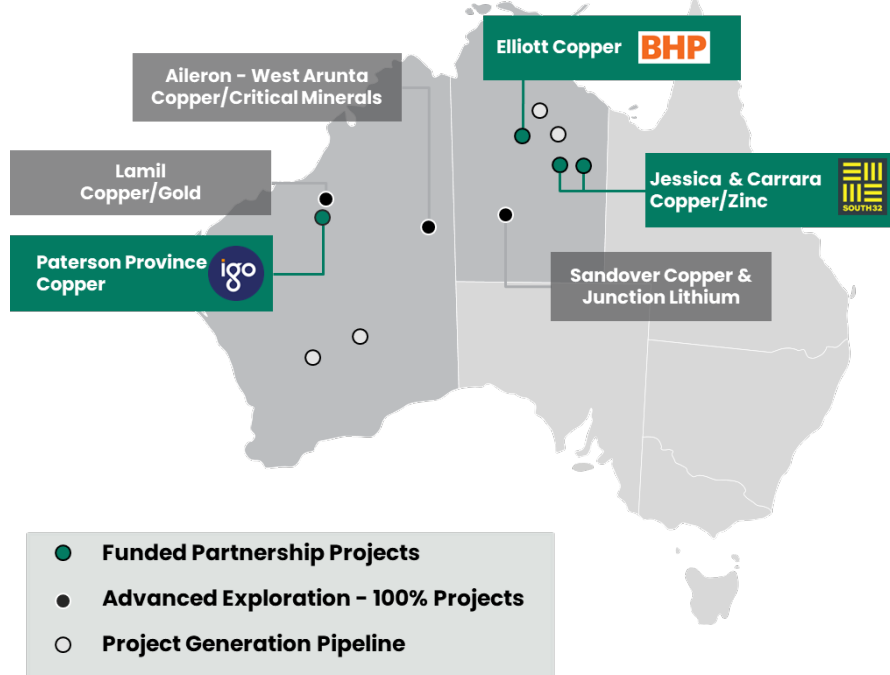 Elliott Copper
BHP
Aileron - West Arunta
Copper/Critical Minerals
Lamil
Copper/Gold
Jessica & Carrara
Copper/Zinc
SOUTH32
Paterson Province
Copper
igo
Sandover Copper &
Junction Lithium
Funded Partnership Projects
Advanced Exploration - 100% Projects
Project Generation Pipeline